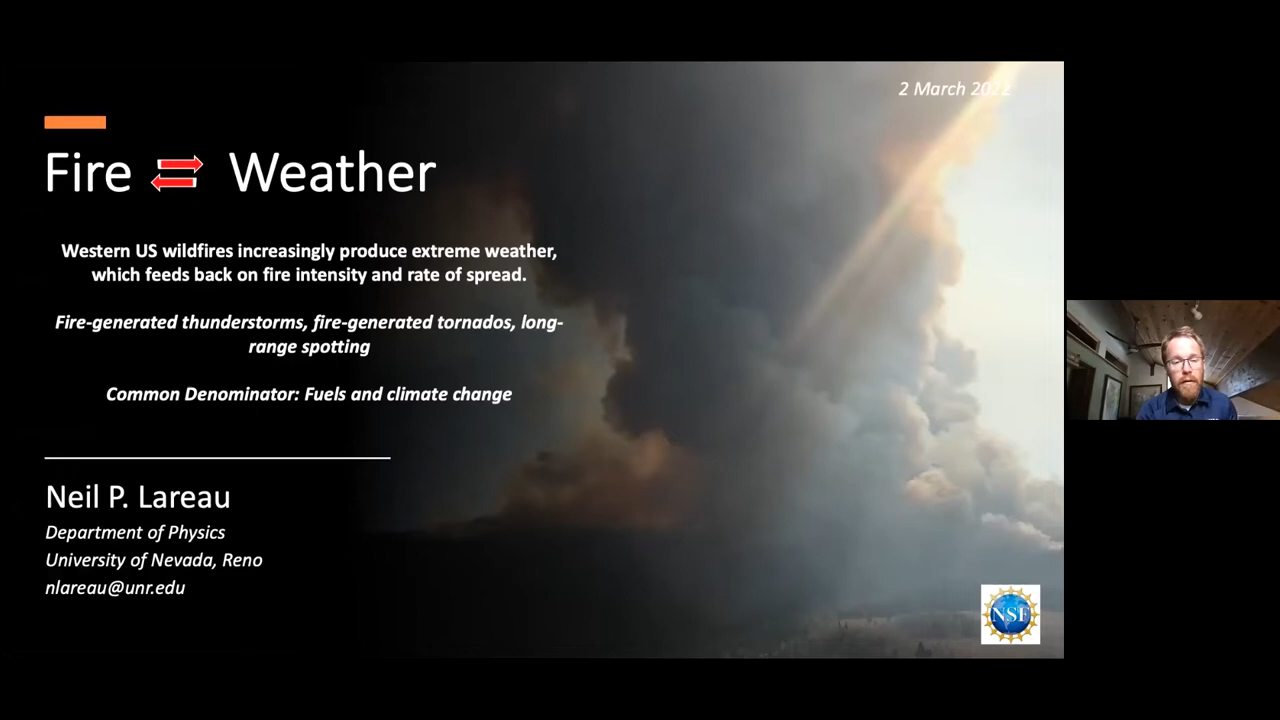 2 March 2022
Fire Weather
Western US wildfires increasingly produce extreme weather,
which feeds back on fire intensity and rate of spread.
Fire-generated thunderstorms, fire-generated tornados, long-
range spotting
Common Denominator: Fuels and climate change
Neil P. Lareau
Department of Physics
University of Nevada, Reno
nlareau@unr.edu
NSF